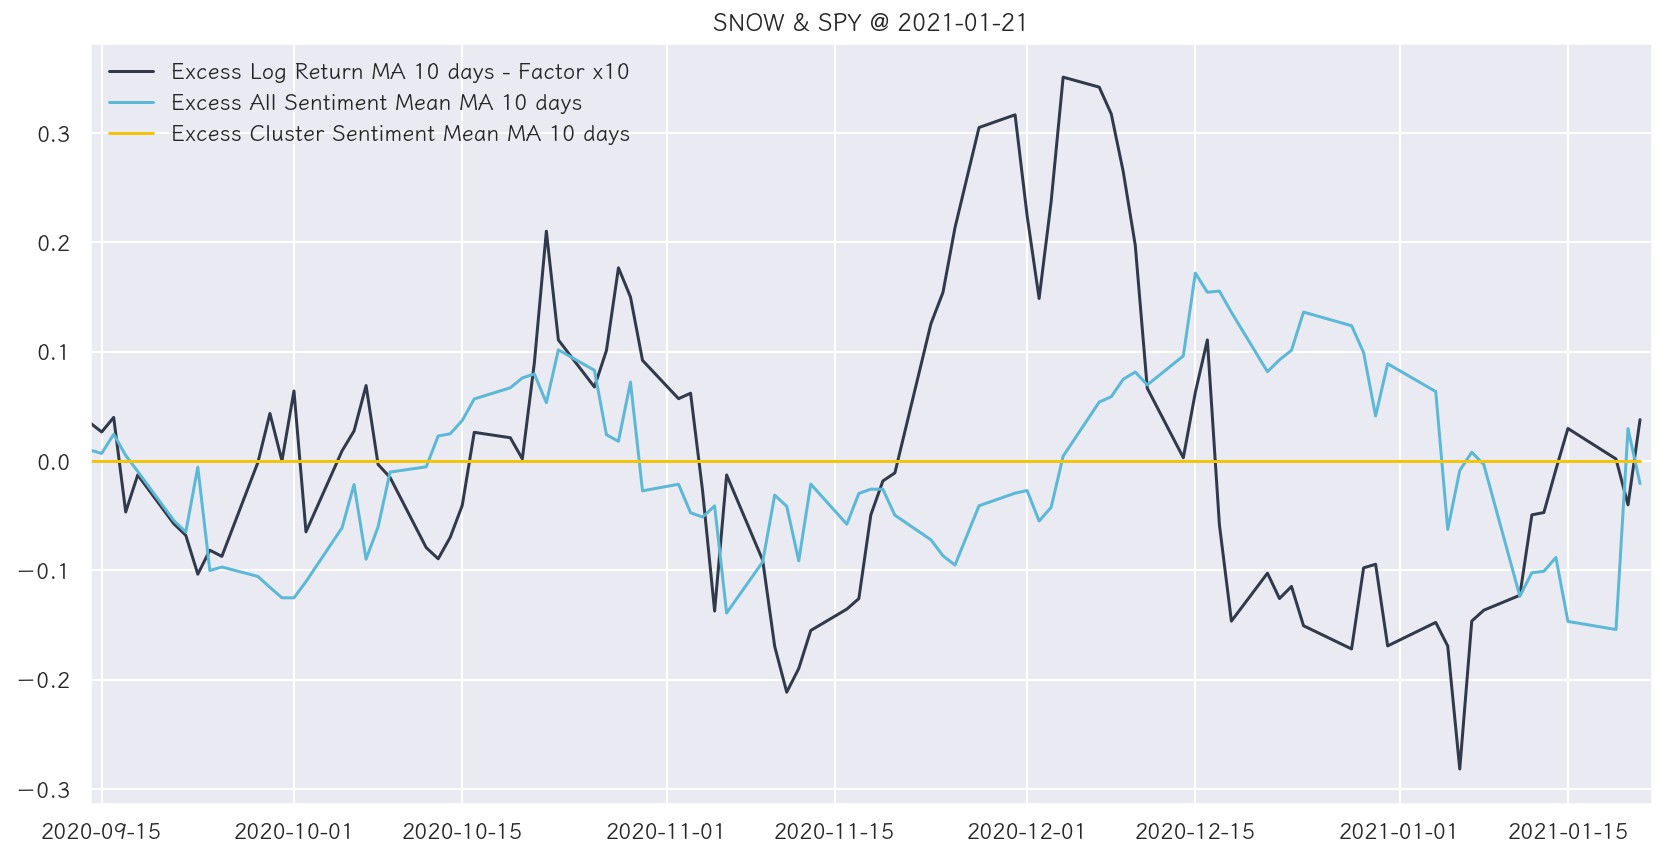 SNOW & SPY @ 2021-01-21
Excess Log Return MA 10 days - Factor x10
Excess All Sentiment Mean MA 10 days
Excess Cluster Sentiment Mean MA 10 days
0.3
0.2
0.1
0.0
−0.1
−0.2
−0.3
2020-09-15 2020-10-01 2020-10-15 2020-11-01 2020-11-15 2020-12-01 2020-12-15 2021-01-01 2021-01-15